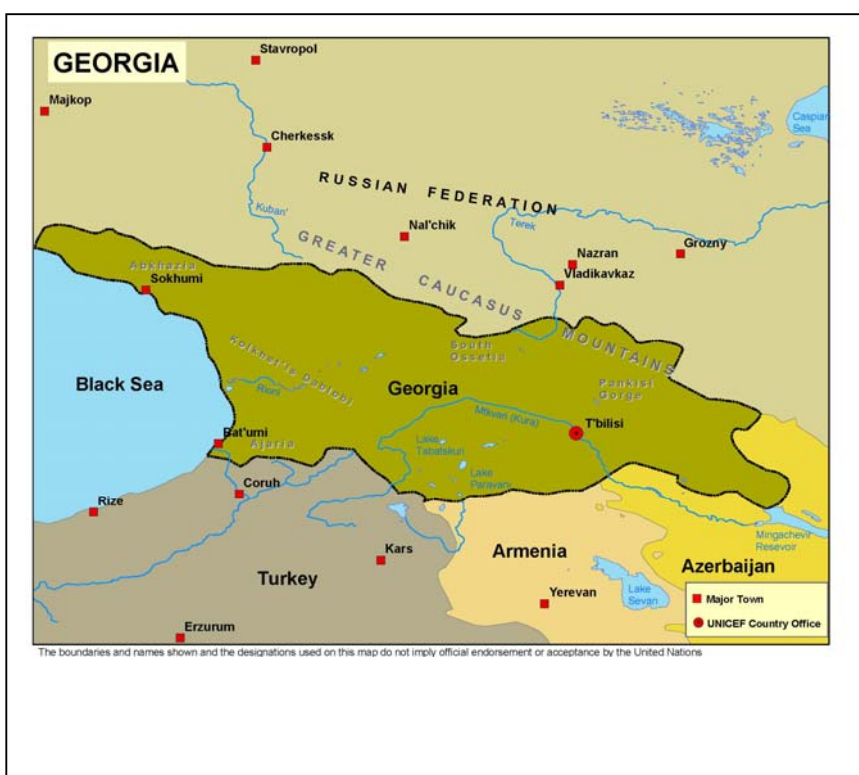 GEORGIA
Stavropol
Majkop
Caspian
Sea
Cherkessk
RUSSIAN FEDERATION
Kuban'
Terek
Nal'chik
GREATER CAUCASUS MOUNTAINS
Nazran
Grozny
Vladikavkaz
Abkhazia
Sokhumi
South
Ossetia
Kolkhet'is Dablobi
Black Sea
Rioni
Georgia
Pankisi
Gorge
Mtkvari (Kura)
T'bilisi
Bat'umi
Ajaria
Lake
Tabatskuri
Lake
Paravani
Coruh
Rize
Mingachevir
Resevoir
Kars
Armenia
Azerbaijan
Turkey
Lake
Sevan
Yerevan
Erzurum
Major Town
UNICEF Country Office
The boundaries and names shown and the designations used on this map do not imply official endorsement or acceptance by the United Nations